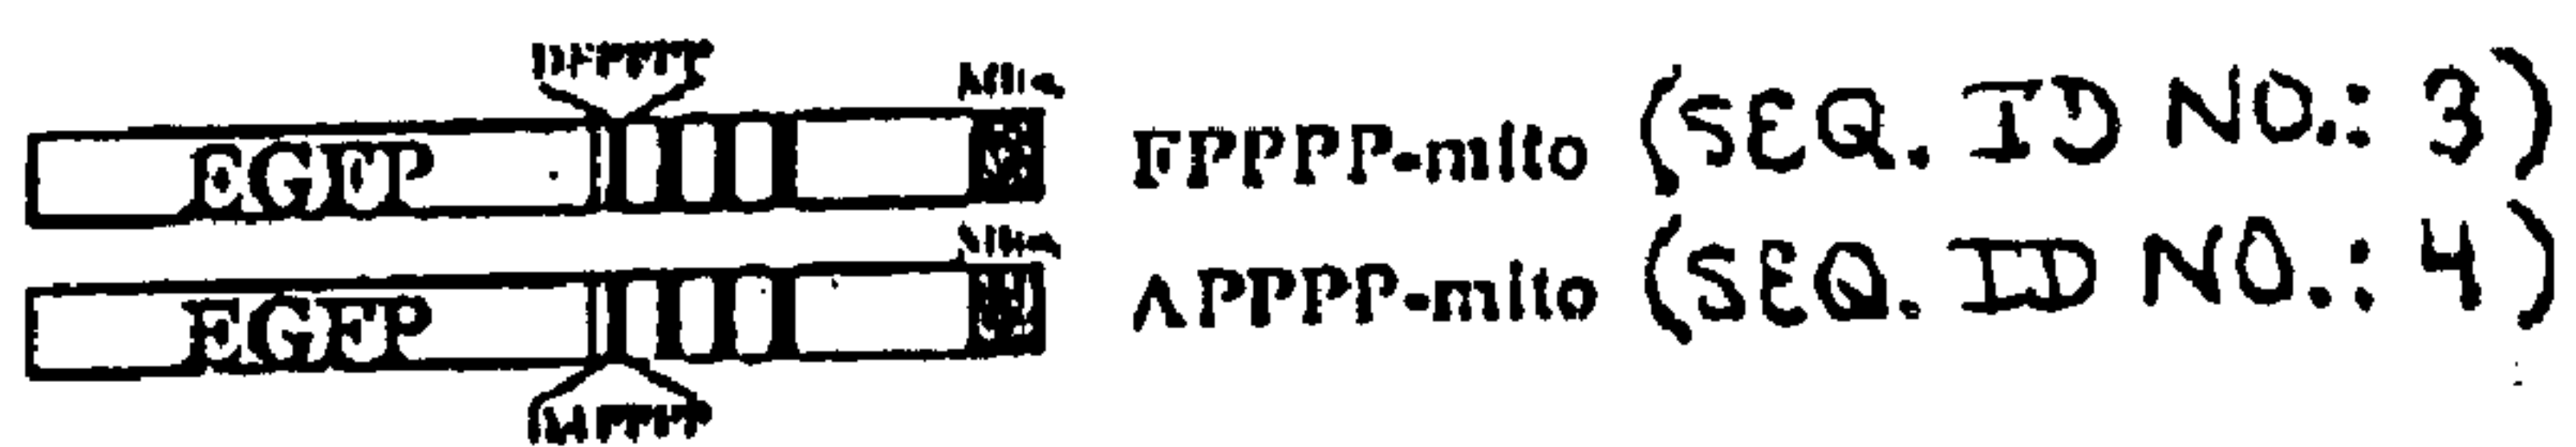 DFPPPP
Mito
EGFP FPPPP-mito (SEQ. ID NO.: 3)
Mito
EGFP APPPP-mito (SEQ. ID NO.: 4)